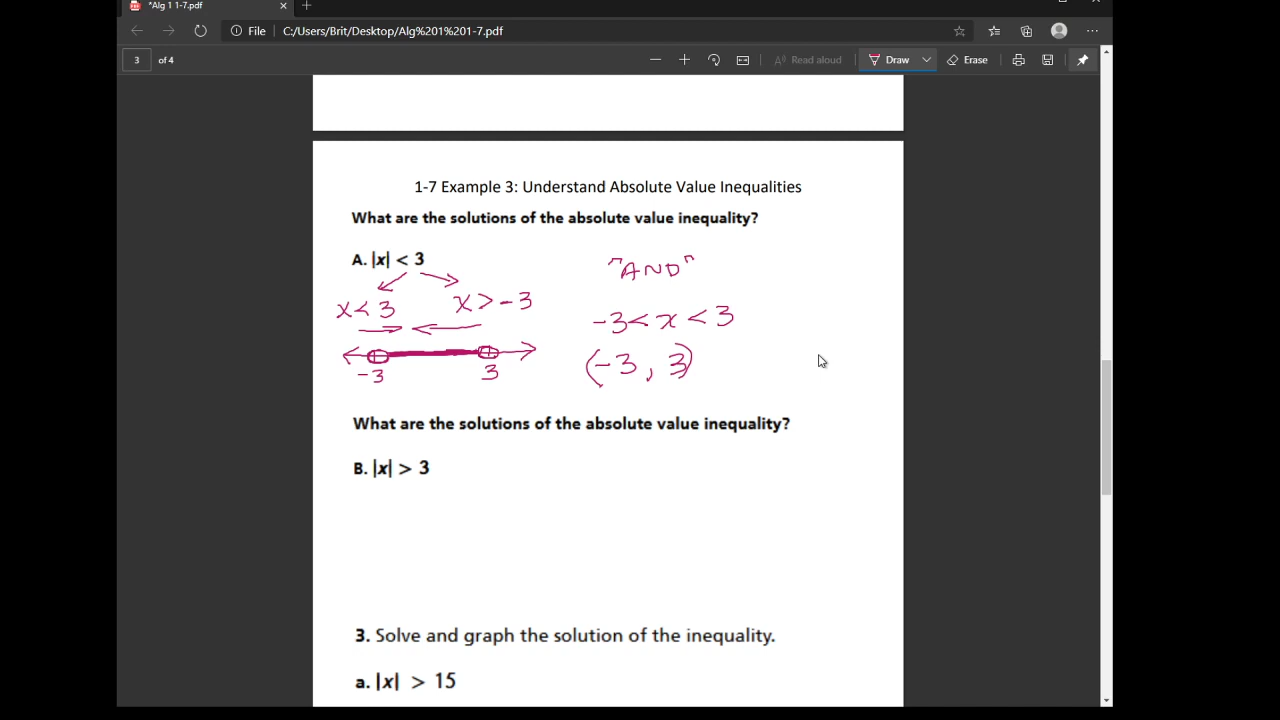 *Alg 1 1-7.pdf
File C:/Users/Brit/Desktop/Alg%201%201-7.pdf
3 of 4 Read aloud Draw Erase
1-7 Example 3: Understand Absolute Value Inequalities
What are the solutions of the absolute value inequality?
A. |x| < 3
"AND"
x < 3 x > -3
-3 < x < 3
-3 3
(-3, 3)
What are the solutions of the absolute value inequality?
B. |x| > 3
3. Solve and graph the solution of the inequality.
a. |x| > 15